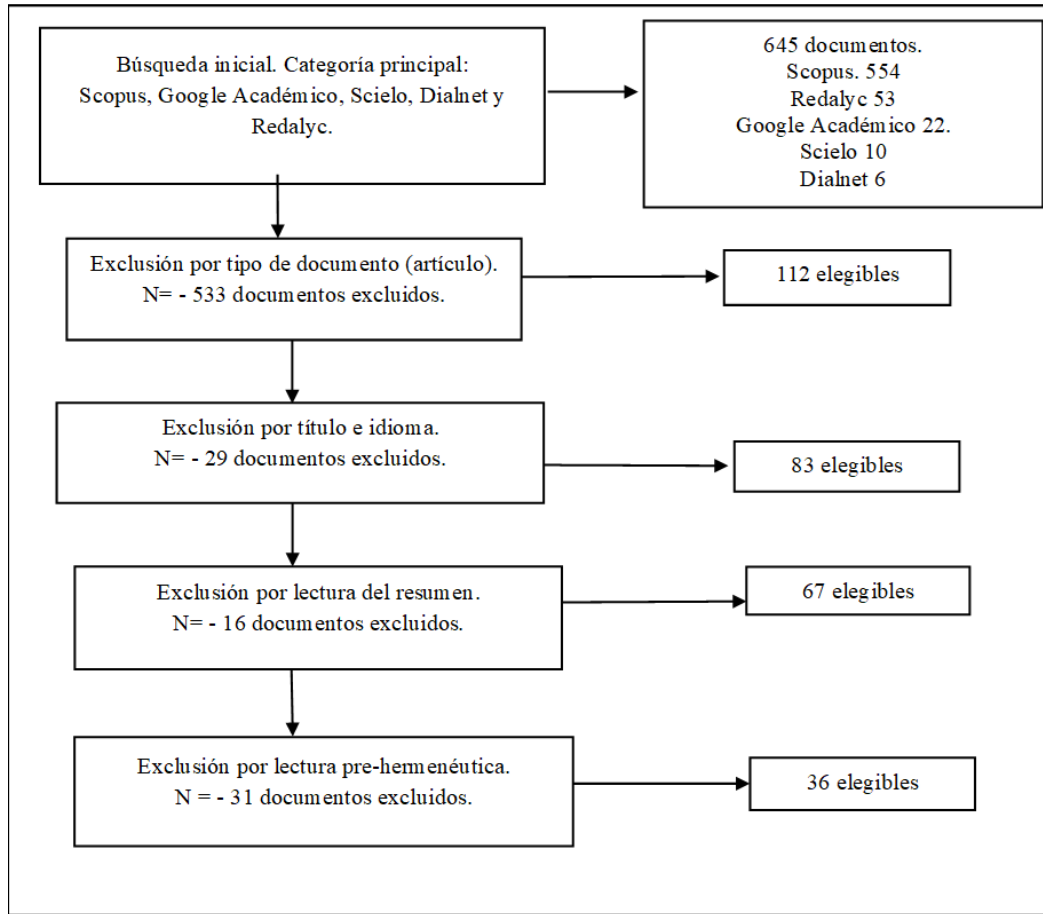 Búsqueda inicial. Categoría principal:
Scopus, Google Académico, Scielo, Dialnet y
Redalyc.
645 documentos.
Scopus. 554
Redalyc 53
Google Académico 22.
Scielo 10
Dialnet 6
Exclusión por tipo de documento (artículo).
N= - 533 documentos excluidos.
112 elegibles
Exclusión por título e idioma.
N= - 29 documentos excluidos.
83 elegibles
Exclusión por lectura del resumen.
N= - 16 documentos excluidos.
67 elegibles
Exclusión por lectura pre-hermenéutica.
N = - 31 documentos excluidos.
36 elegibles